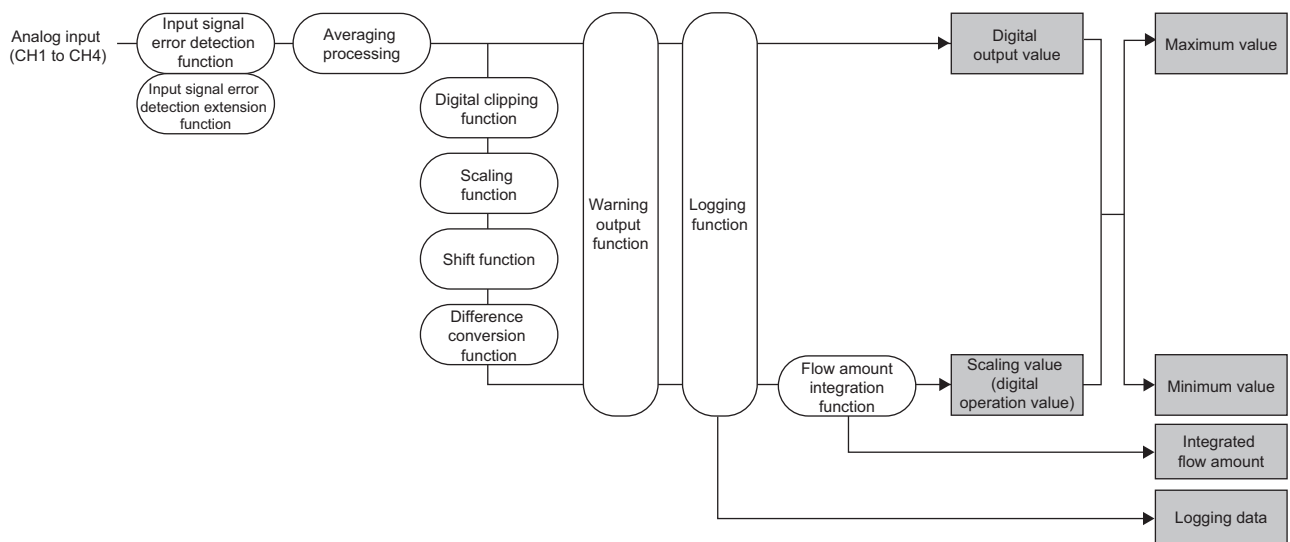 Analog input
(CH1 to CH4)
Input signal
error detection
function
Input signal error
detection extension
function
Averaging
processing
Digital clipping
function
Scaling
function
Shift function
Difference
conversion
function
Warning
output
function
Logging
function
Flow amount
integration
function
Digital
output value
Scaling value
(digital
operation value)
Maximum value
Minimum value
Integrated
flow amount
Logging data